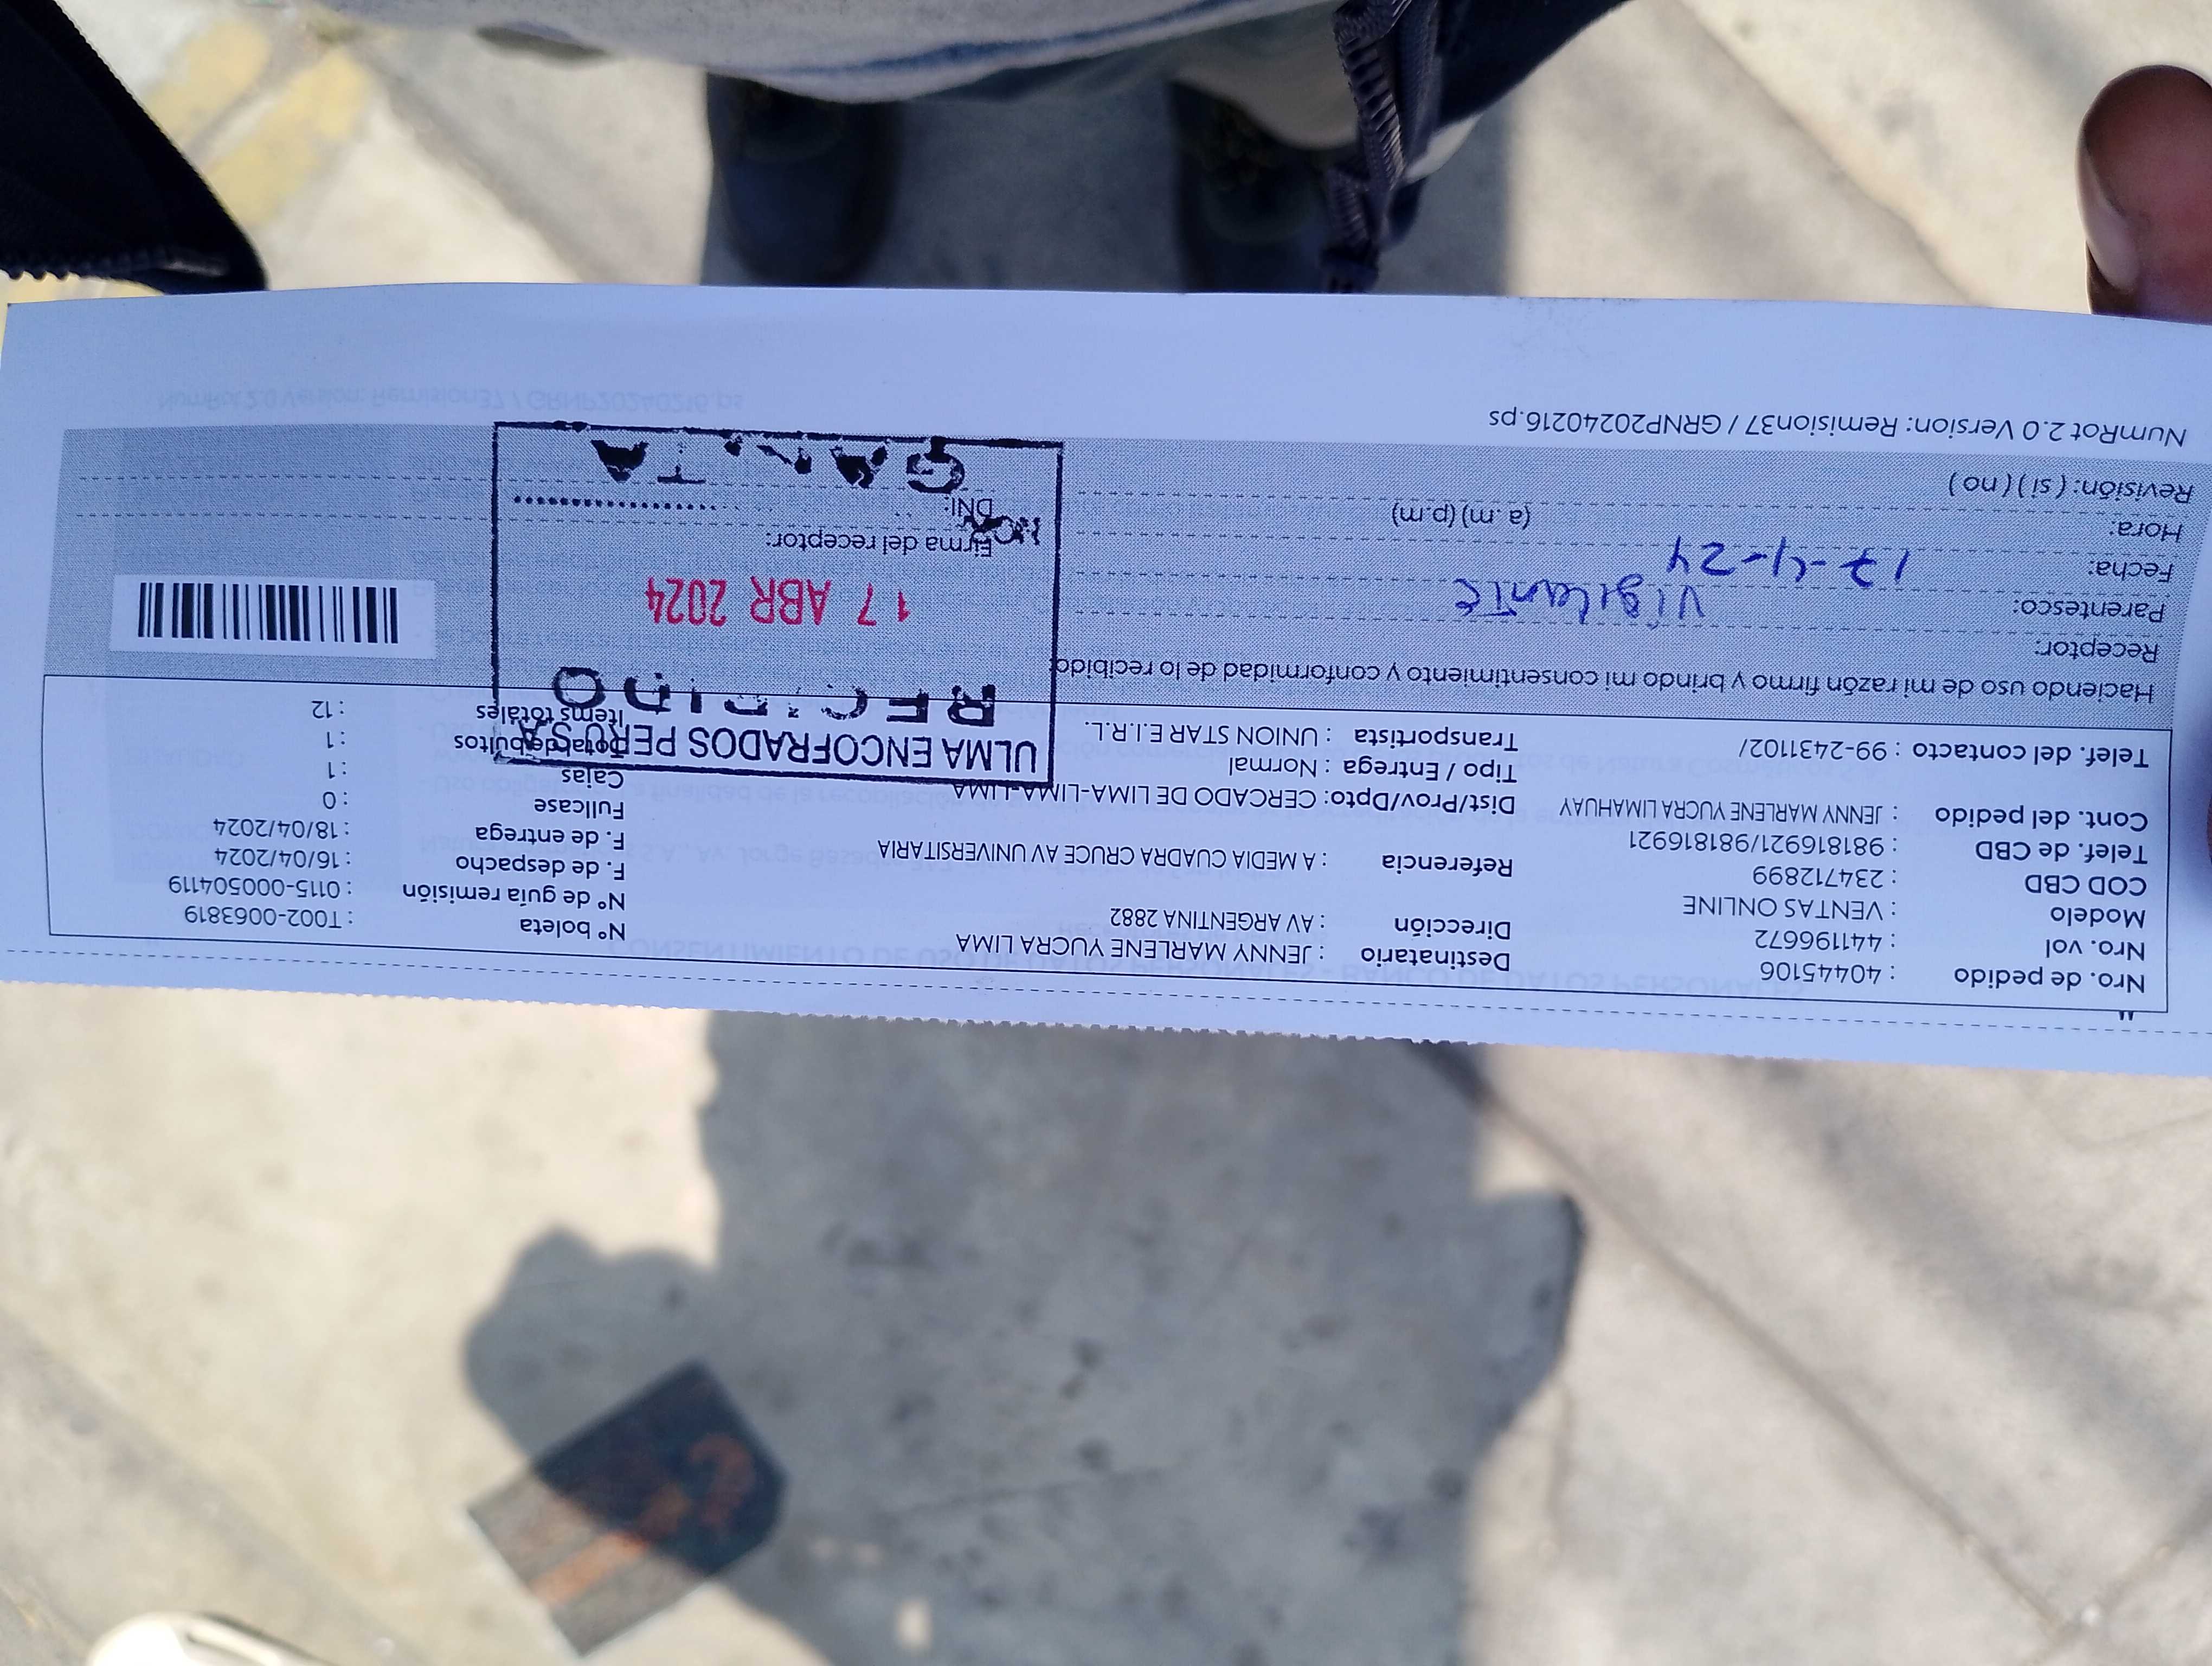 Nro. de pedido : 40445106
Nro. vol : 441196672
Modelo : VENTAS ONLINE
COD CBD : 234712899
Telef. de CBD : 981816921/981816921
Cont. del pedido : JENNY MARLENE YUCRA LIMAHUAY
Telef. del contacto : 99-2431102/
Destinatario : JENNY MARLENE YUCRA LIMA
Dirección : AV ARGENTINA 2882
Referencia : A MEDIA CUADRA CRUCE AV UNIVERSITARIA
Dist/Prov/Dpto: CERCADO DE LIMA-LIMA-LIMA
Tipo / Entrega : Normal
Transportista : UNION STAR E.I.R.L.
Nº boleta : T002-0063819
Nº de guía remisión : 0115-000504119
F. de despacho : 16/04/2024
F. de entrega : 18/04/2024
Fullcase : 0
Cajas : 1
Total de bultos : 1
Items totales : 12
Haciendo uso de mi razón firmo y brindo mi consentimiento y conformidad de lo recibido
Receptor:
Parentesco: Vigilante
Fecha: 17-4-24
Hora: (a.m) (p.m)
Revisión: ( si ) ( no )
ULMA ENCOFRADOS PERU S.A.
RECIBIDO
17 ABR 2024
Firma del receptor:
DNI:
NumRot 2.0 Version: Remision37 / GRNP20240216.ps